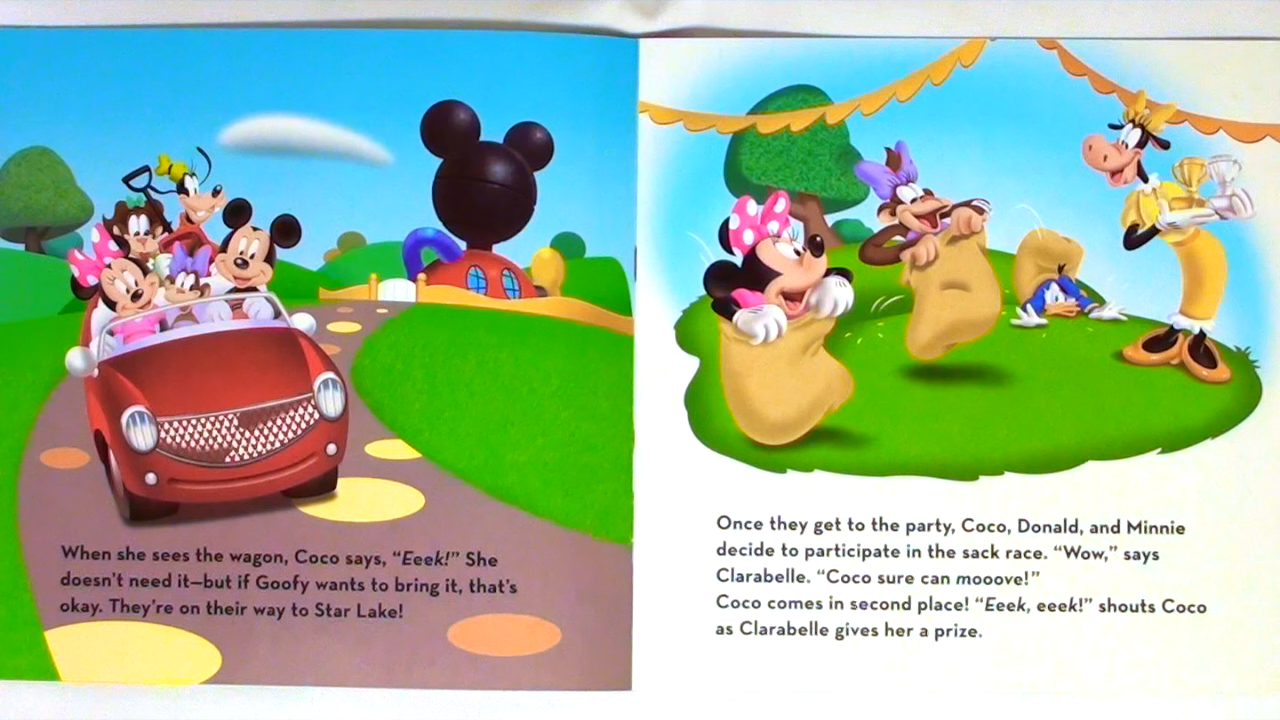 When she sees the wagon, Coco says, “Eeek!” She
doesn’t need it—but if Goofy wants to bring it, that’s
okay. They’re on their way to Star Lake!
Once they get to the party, Coco, Donald, and Minnie
decide to participate in the sack race. “Wow,” says
Clarabelle. “Coco sure can mooove!”
Coco comes in second place! “Eeek, eeek!” shouts Coco
as Clarabelle gives her a prize.